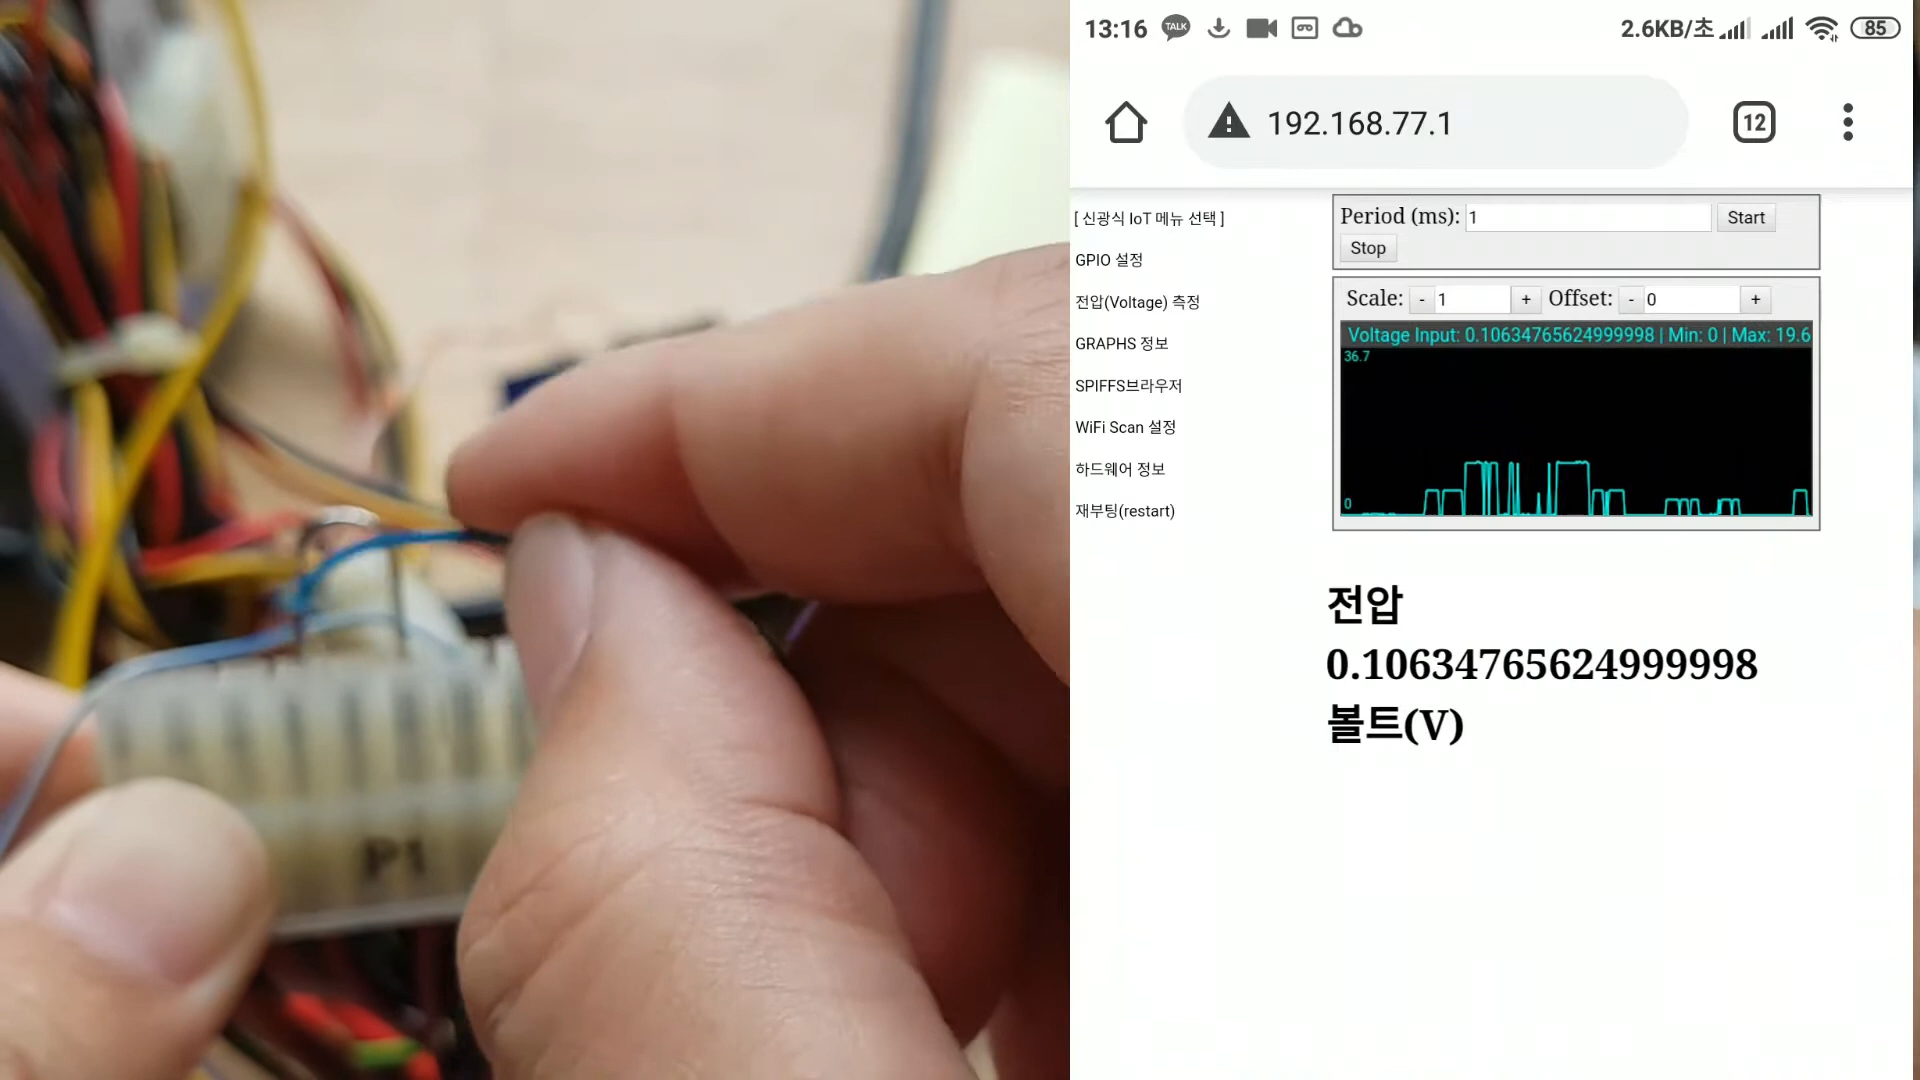 13:16 TALK 2.6KB/초 85
192.168.77.1 12
[ 신광식 IoT 메뉴 선택 ]
GPIO 설정
전압(Voltage) 측정
GRAPHS 정보
SPIFFS브라우저
WiFi Scan 설정
하드웨어 정보
재부팅(restart)
Period (ms): 1 Start
Stop
Scale: - 1 + Offset: - 0 +
Voltage Input: 0.10634765624999998 | Min: 0 | Max: 19.6
36.7
0
전압
0.10634765624999998
볼트(V)
P1